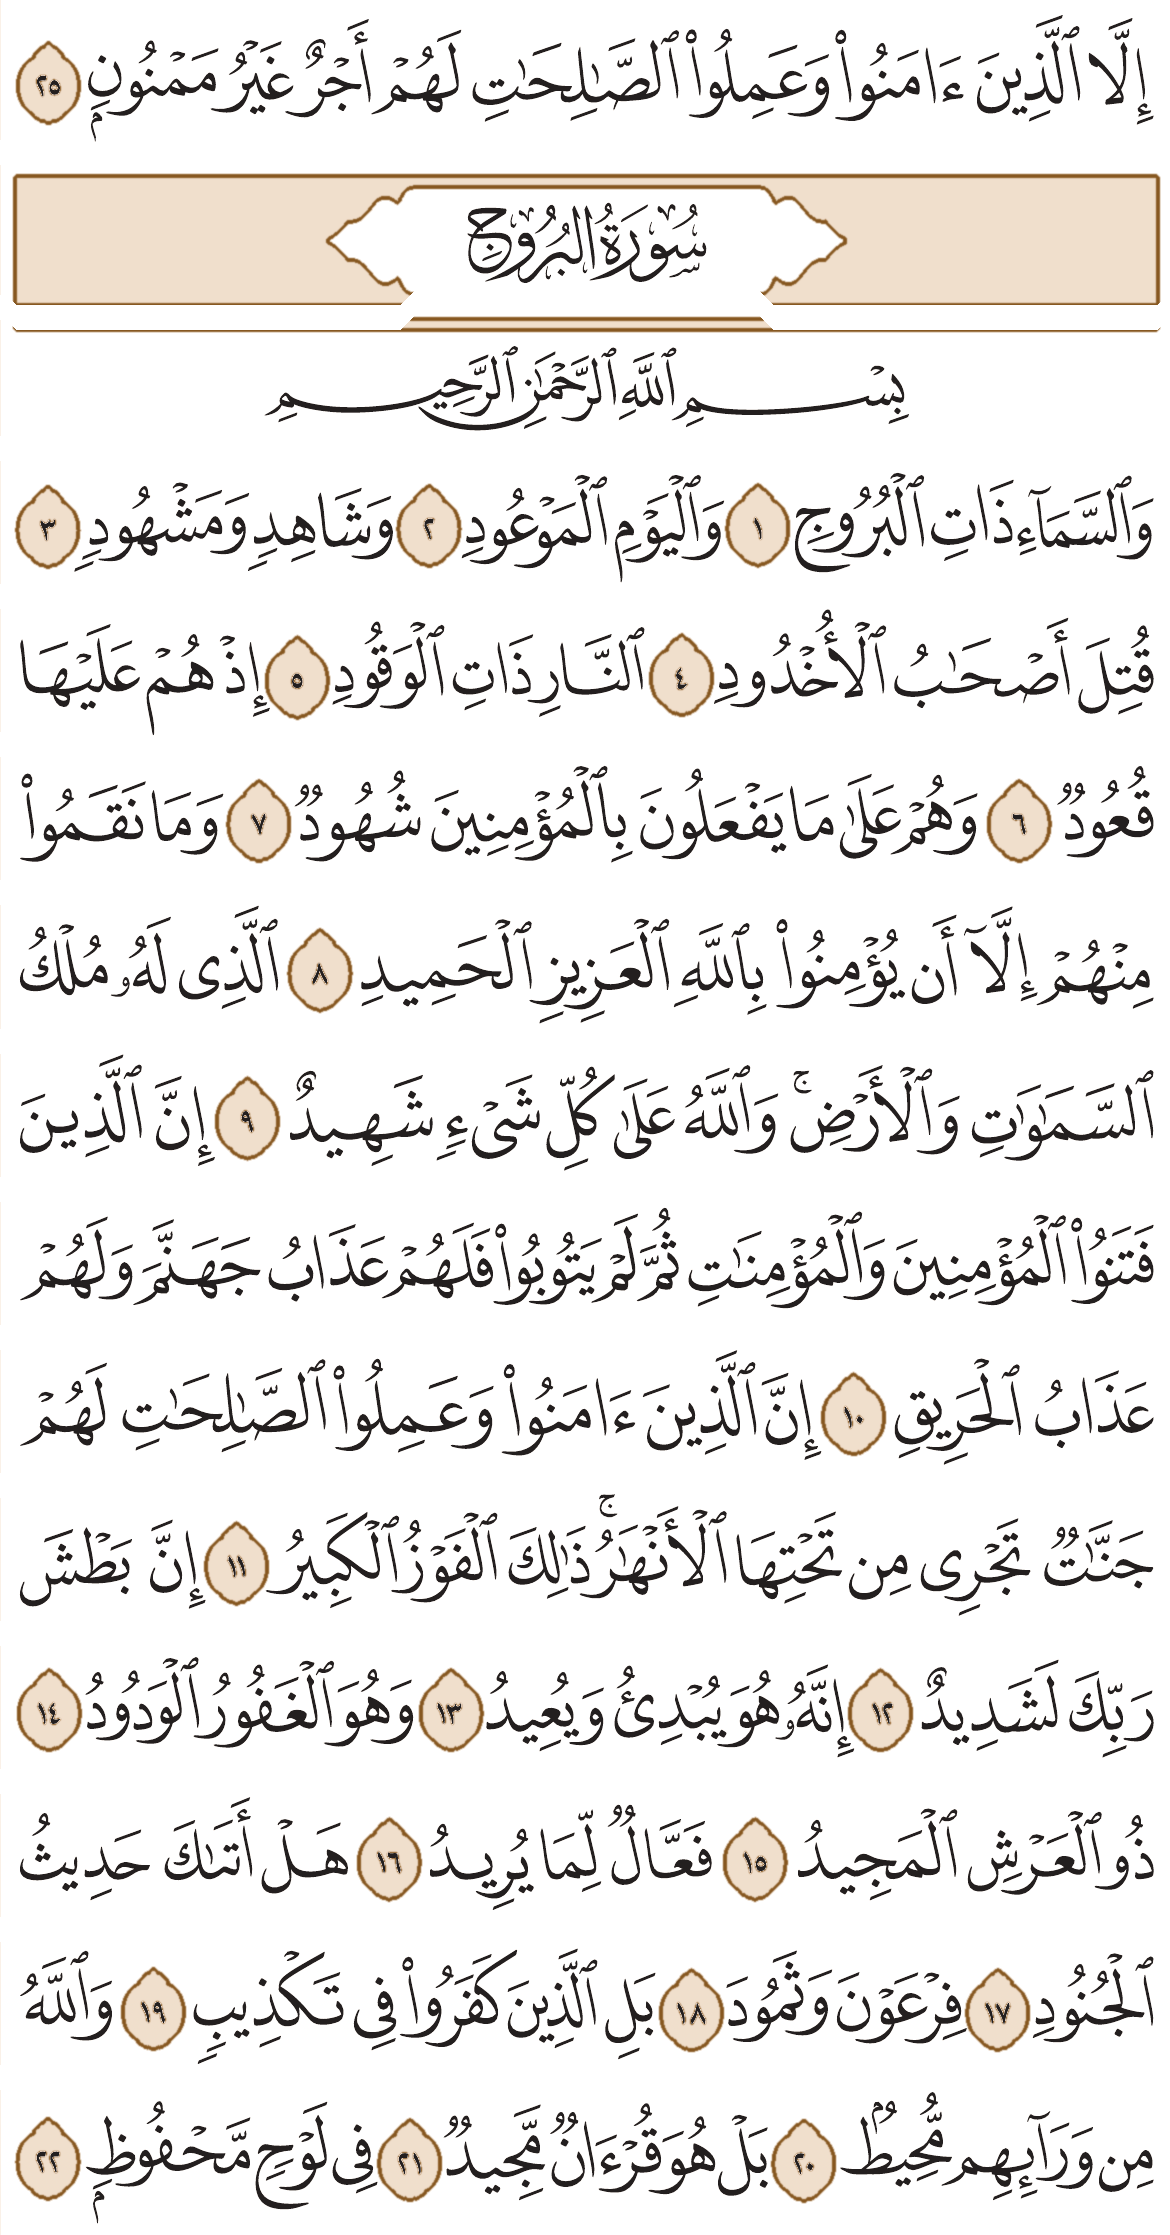 إِلَّا ٱلَّذِينَ ءَامَنُوا۟ وَعَمِلُوا۟ ٱلصَّـٰلِحَـٰتِ لَهُمۡ أَجۡرٌ غَيۡرُ مَمۡنُونِۭ ٢٥
سُورَةُ البُرُوجِ
بِسۡمِ ٱللَّهِ ٱلرَّحۡمَـٰنِ ٱلرَّحِيمِ
وَٱلسَّمَآءِ ذَاتِ ٱلۡبُرُوجِ ١ وَٱلۡيَوۡمِ ٱلۡمَوۡعُودِ ٢ وَشَاهِدٍ وَمَشۡهُودٍ ٣
قُتِلَ أَصۡحَـٰبُ ٱلۡأُخۡدُودِ ٤ ٱلنَّارِ ذَاتِ ٱلۡوَقُودِ ٥ إِذۡ هُمۡ عَلَيۡهَا
قُعُودٌ ٦ وَهُمۡ عَلَىٰ مَا يَفۡعَلُونَ بِٱلۡمُؤۡمِنِينَ شُهُودٌ ٧ وَمَا نَقَمُوا۟
مِنۡهُمۡ إِلَّآ أَن يُؤۡمِنُوا۟ بِٱللَّهِ ٱلۡعَزِيزِ ٱلۡحَمِيدِ ٨ ٱلَّذِى لَهُۥ مُلۡكُ
ٱلسَّمَـٰوَٰتِ وَٱلۡأَرۡضِۚ وَٱللَّهُ عَلَىٰ كُلِّ شَىۡءٍ شَهِيدٌ ٩ إِنَّ ٱلَّذِينَ
فَتَنُوا۟ ٱلۡمُؤۡمِنِينَ وَٱلۡمُؤۡمِنَـٰتِ ثُمَّ لَمۡ يَتُوبُوا۟ فَلَهُمۡ عَذَابُ جَهَنَّمَ وَلَهُمۡ
عَذَابُ ٱلۡحَرِيقِ ١٠ إِنَّ ٱلَّذِينَ ءَامَنُوا۟ وَعَمِلُوا۟ ٱلصَّـٰلِحَـٰتِ لَهُمۡ
جَنَّـٰتٌ تَجۡرِى مِن تَحۡتِهَا ٱلۡأَنۡهَـٰرُۚ ذَٰلِكَ ٱلۡفَوۡزُ ٱلۡكَبِيرُ ١١ إِنَّ بَطۡشَ
رَبِّكَ لَشَدِيدٌ ١٢ إِنَّهُۥ هُوَ يُبۡدِئُ وَيُعِيدُ ١٣ وَهُوَ ٱلۡغَفُورُ ٱلۡوَدُودُ ١٤
ذُو ٱلۡعَرۡشِ ٱلۡمَجِيدُ ١٥ فَعَّالٌ لِّمَا يُرِيدُ ١٦ هَلۡ أَتَىٰكَ حَدِيثُ
ٱلۡجُنُودِ ١٧ فِرۡعَوۡنَ وَثَمُودَ ١٨ بَلِ ٱلَّذِينَ كَفَرُوا۟ فِى تَكۡذِيبٍ ١٩ وَٱللَّهُ
مِن وَرَآئِهِم مُّحِيطُۢ ٢٠ بَلۡ هُوَ قُرۡءَانٌ مَّجِيدٌ ٢١ فِى لَوۡحٍ مَّحۡفُوظِۭ ٢٢